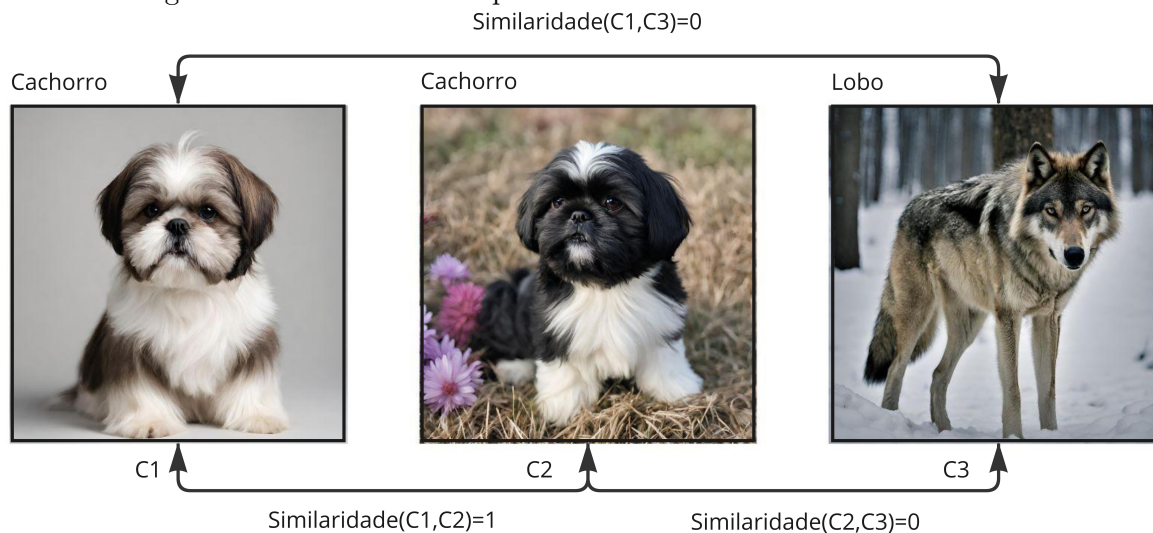 Similaridade(C1,C3)=0
Cachorro
Cachorro
Lobo
C1
C2
C3
Similaridade(C1,C2)=1
Similaridade(C2,C3)=0